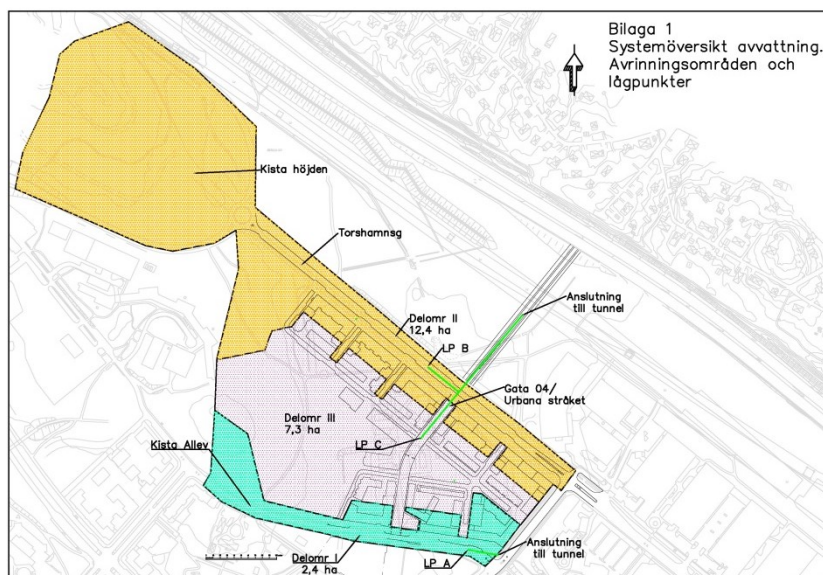 Bilaga 1
Systemöversikt avvattning.
Avrinningsområden och
lågpunkter
Kista höjden
Torshamnsg
Anslutning
till tunnel
Delomr II
12,4 ha
LP B
Gata 04/
Urbana stråket
Delomr III
7,3 ha
LP C
Kista Allev
Anslutning
till tunnel
Delomr I
2,4 ha
LP A